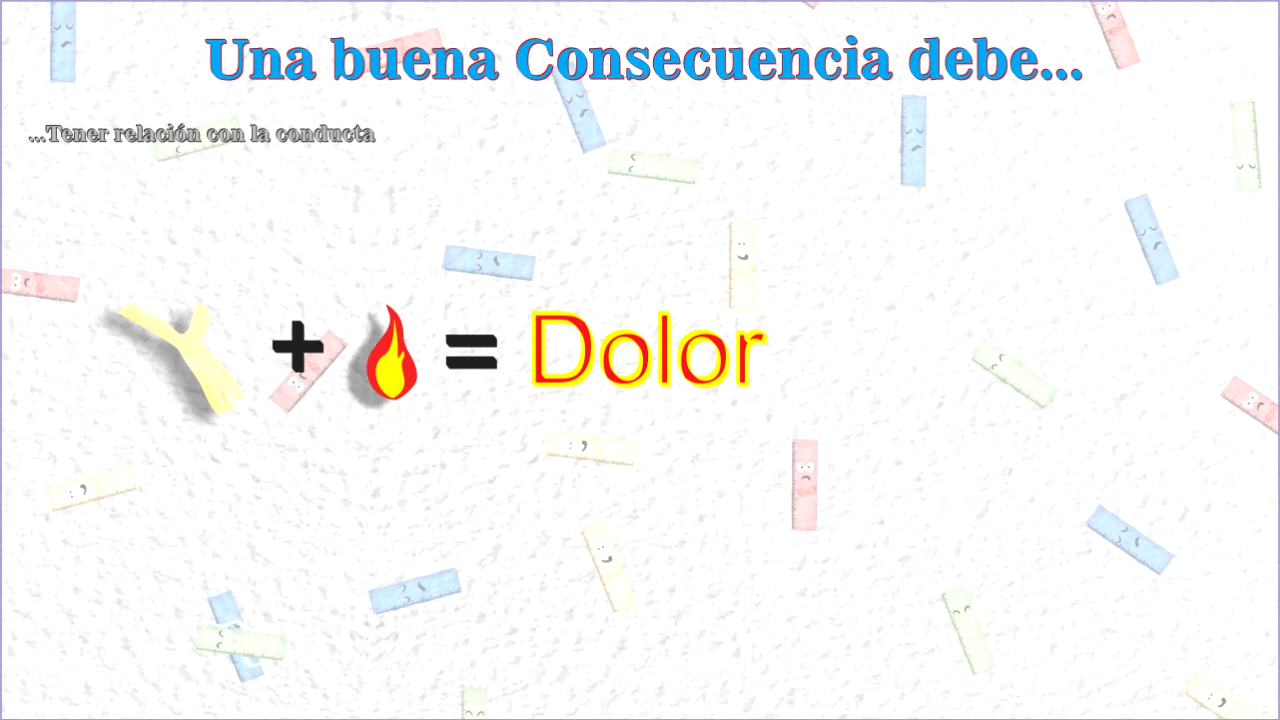 Una buena Consecuencia debe...
...Tener relación con la conducta
+ = Dolor